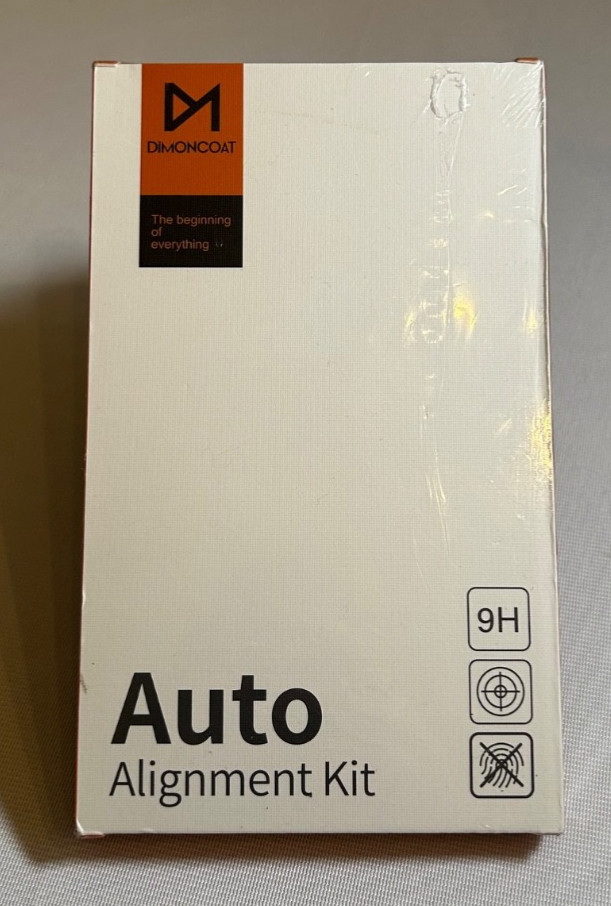 DiMONCOAT
The beginning
of
everything
9H
Auto
Alignment Kit